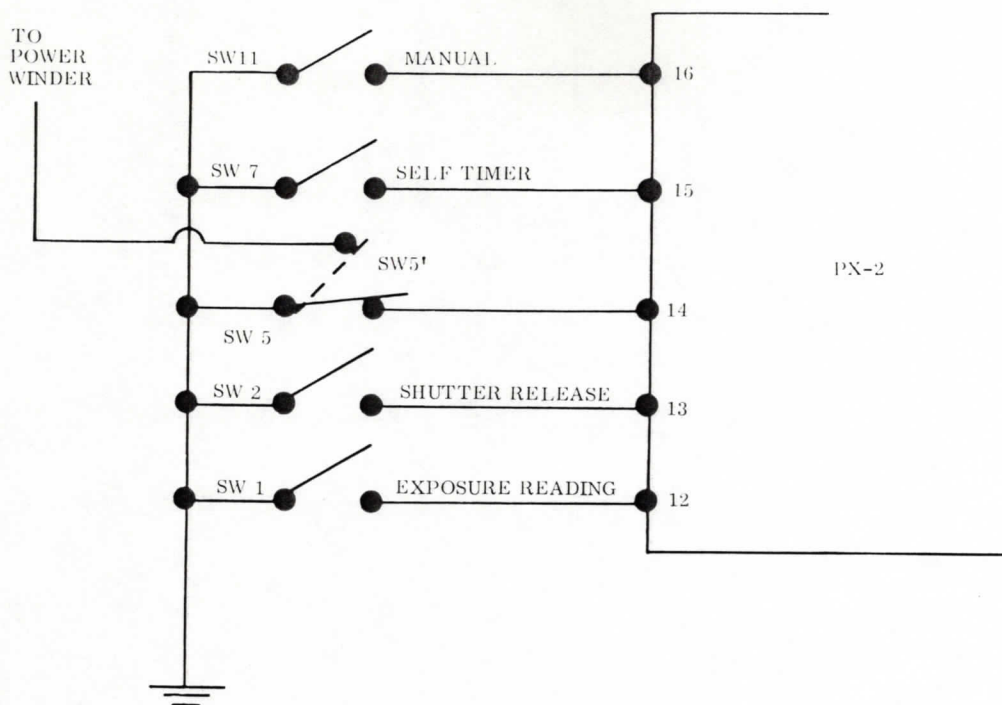 TO
POWER
WINDER
SW11
MANUAL
16
SW 7
SELF TIMER
15
SW5'
PX-2
14
SW 5
SW 2
SHUTTER RELEASE
13
SW 1
EXPOSURE READING
12